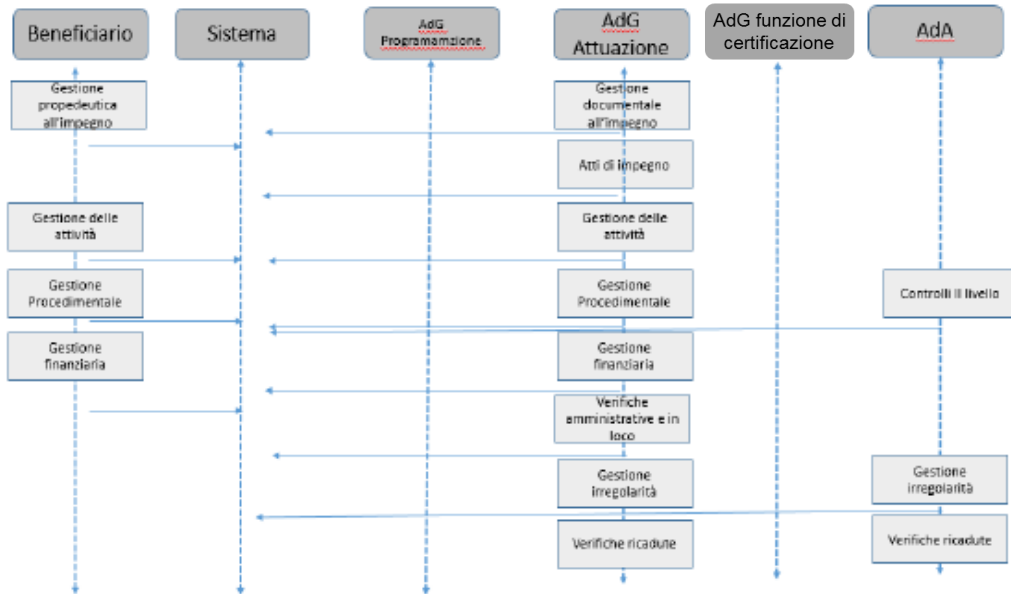 Beneficiario
Sistema
AdG
Programamzione
AdG
Attuazione
AdG funzione di
certificazione
AdA
Gestione
propedeutica
all'impegno
Gestione
documentale
all'impegno
Atti di impegno
Gestione delle
attività
Gestione delle
attività
Gestione
Procedimentale
Gestione
Procedimentale
Controlli II livello
Gestione
finanziaria
Gestione
finanziaria
Verifiche
amministrative e in
loco
Gestione
irregolarità
Gestione
irregolarità
Verifiche ricadute
Verifiche ricadute